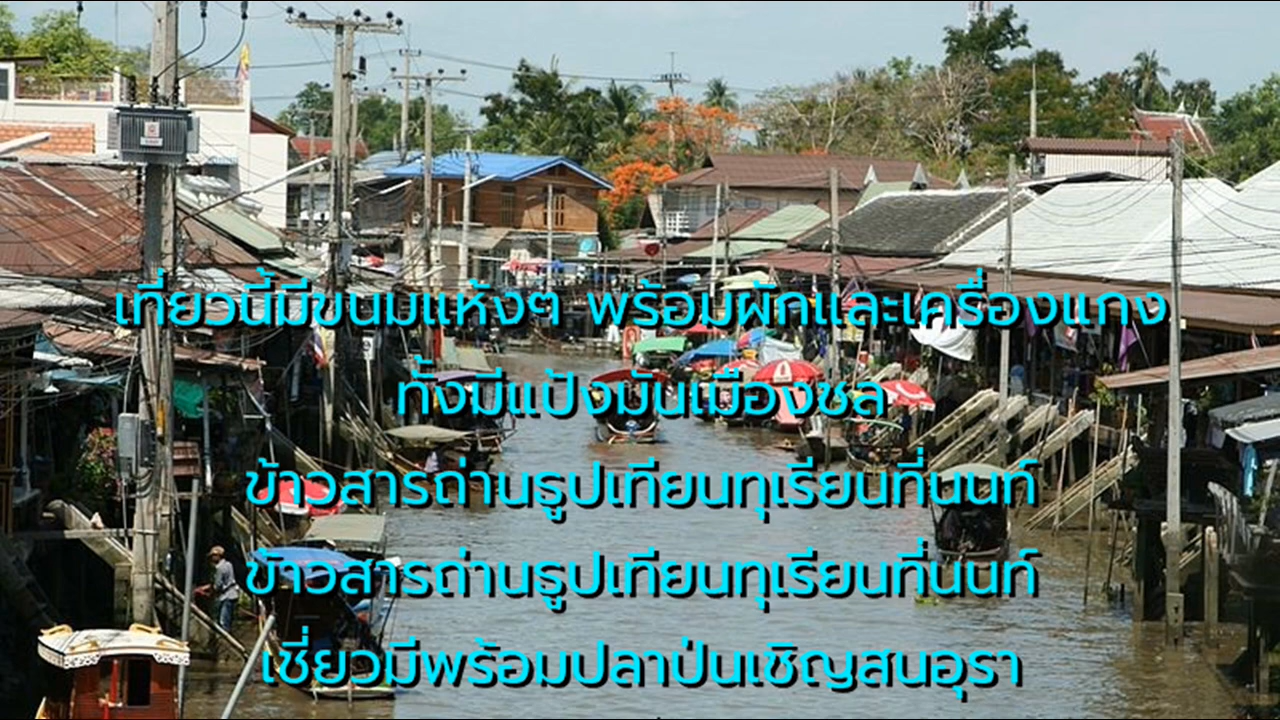 เที่ยวนี้มีขนมแห้งๆ พร้อมผักและเครื่องแกง
ทั้งมีแป้งมันเมืองชล
ข้าวสารถ่านธูปเทียนทุเรียนที่นนท์
ข้าวสารถ่านธูปเทียนทุเรียนที่นนท์
เซี่ยวมีพร้อมปลาป่นเชิญสนอุรา